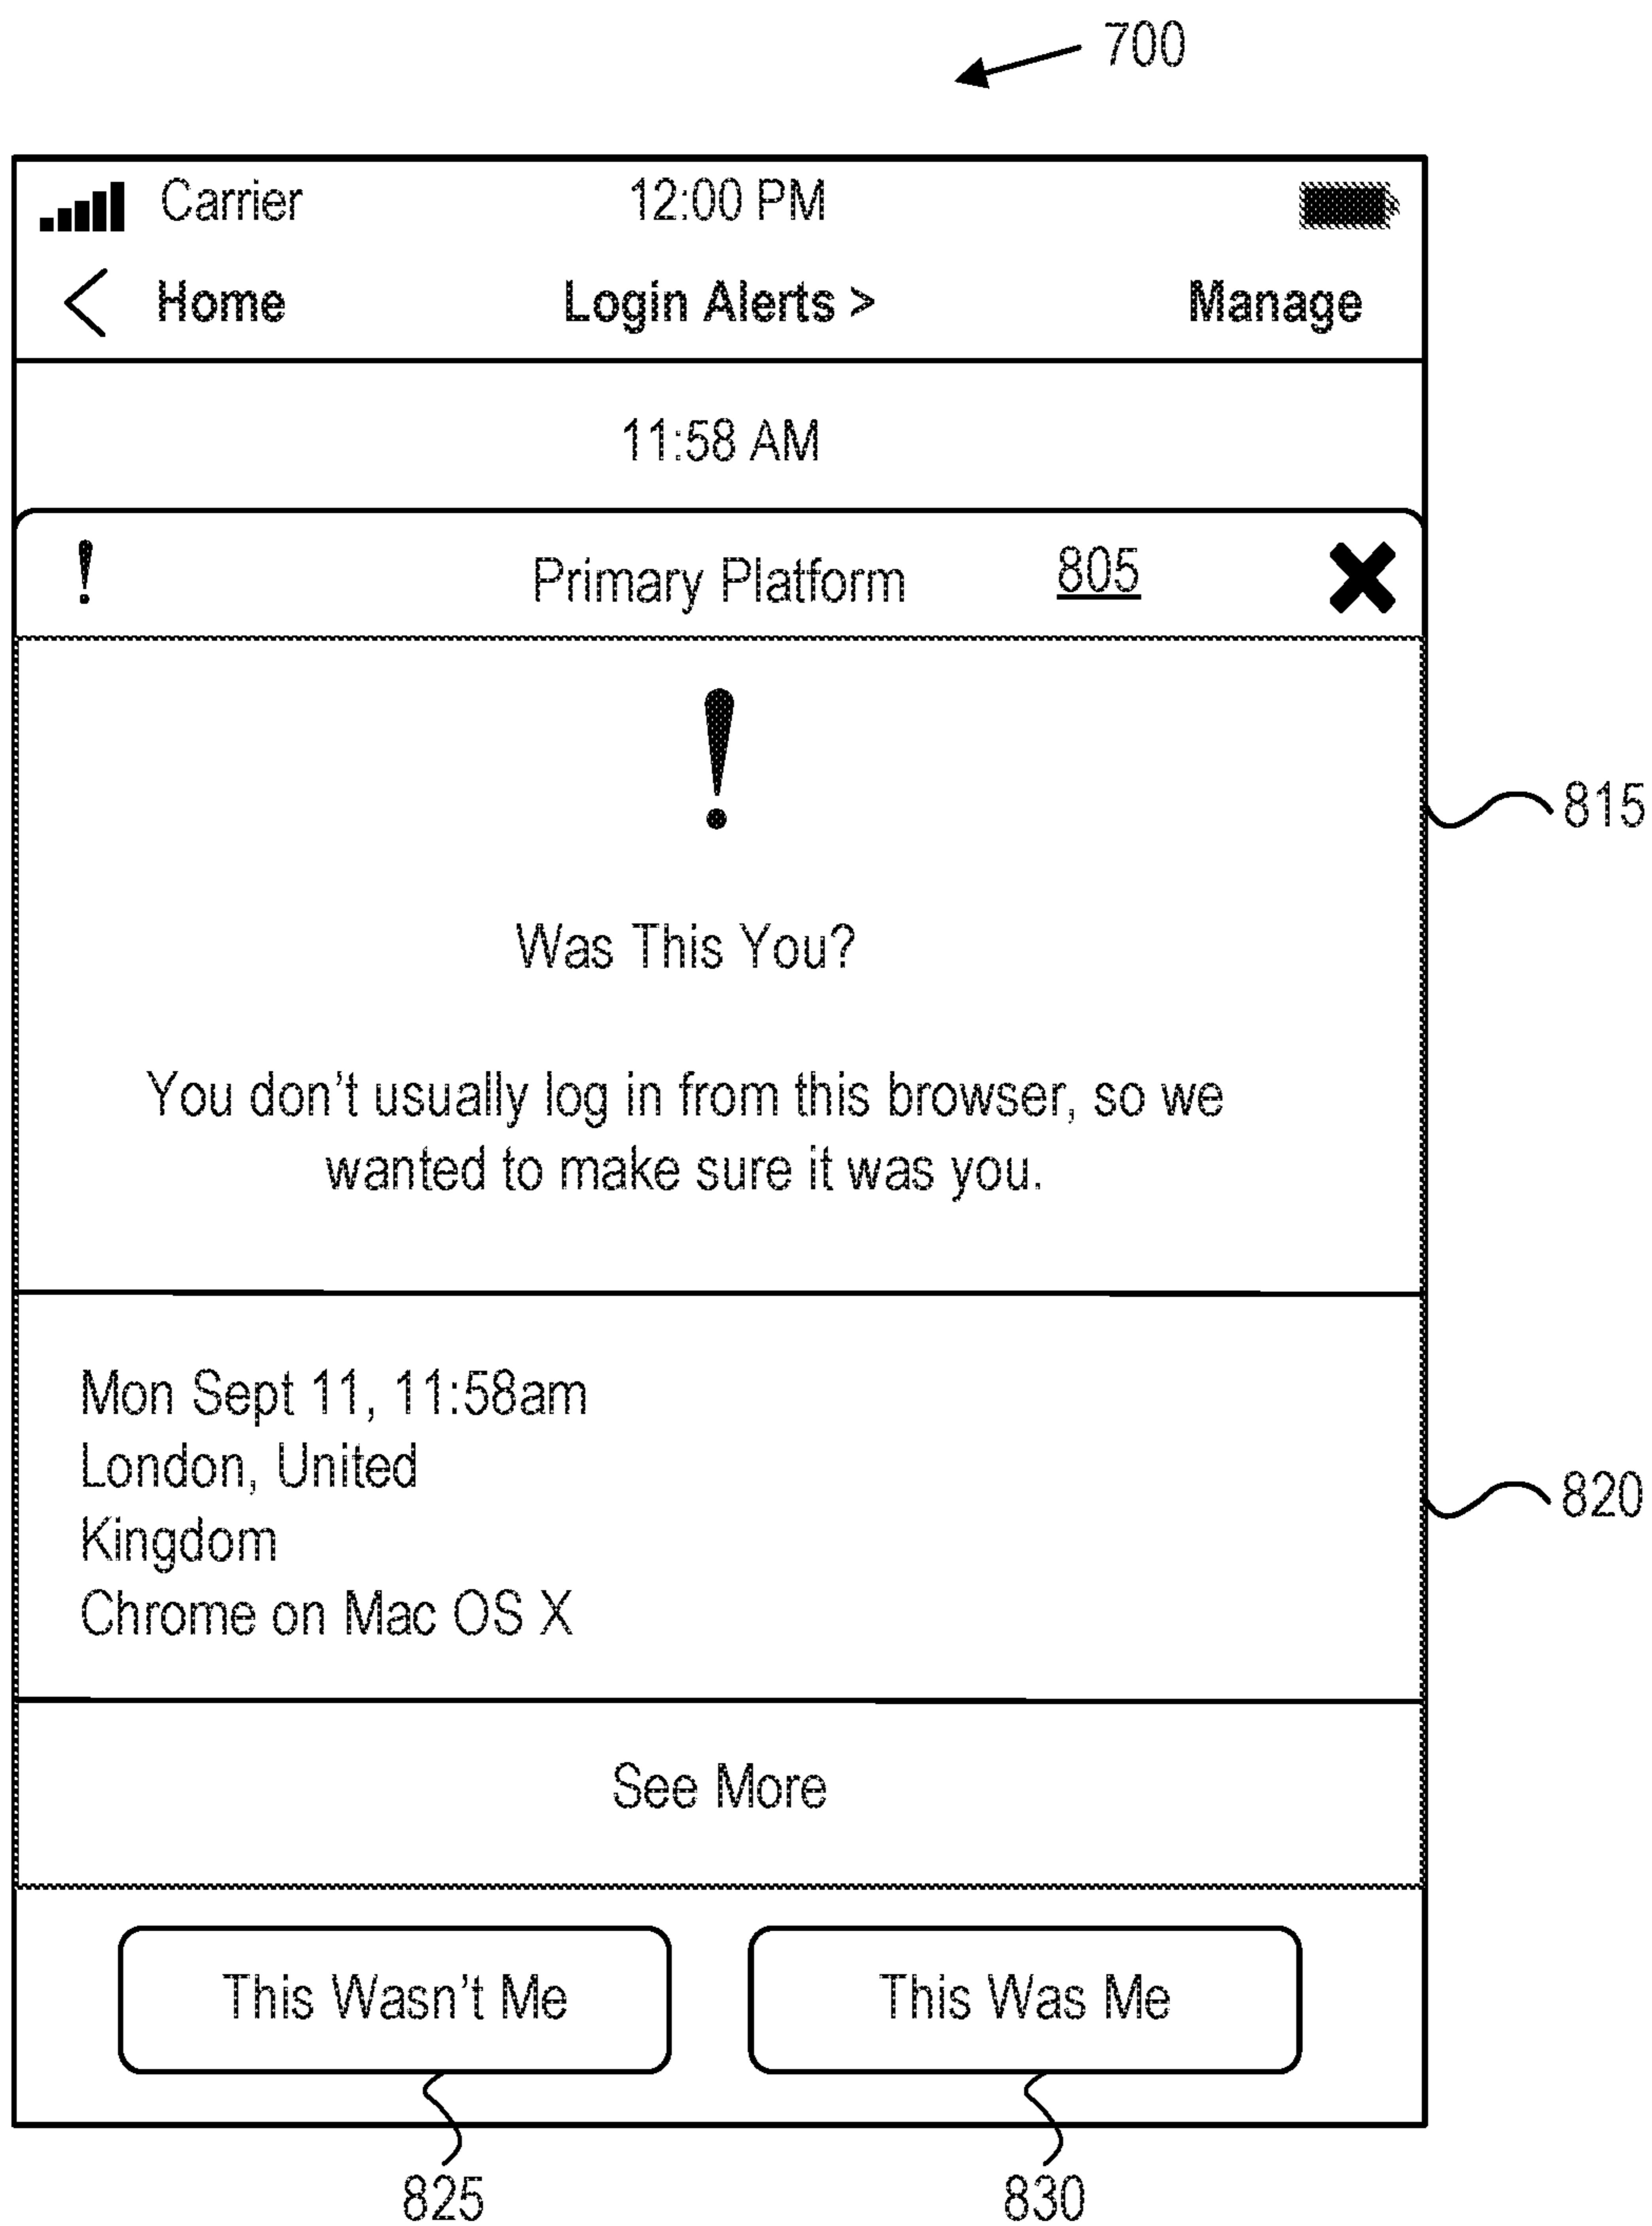 700
Carrier 12:00 PM
Home Login Alerts > Manage
11:58 AM
! Primary Platform 805
!
815
Was This You?
You don't usually log in from this browser, so we
wanted to make sure it was you.
Mon Sept 11, 11:58am
London, United
820
Kingdom
Chrome on Mac OS X
See More
This Wasn't Me This Was Me
825 830